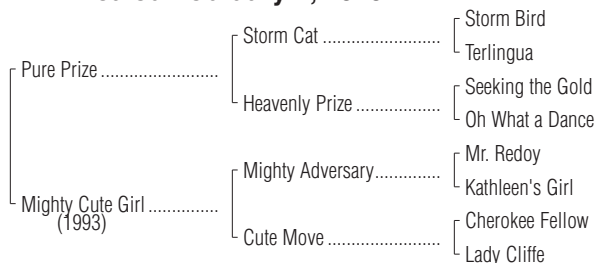 Storm Bird
Storm Cat ........................
Terlingua
Pure Prize ........................
Seeking the Gold
Heavenly Prize .................
Oh What a Dance
Mr. Redoy
Mighty Adversary..............
Kathleen's Girl
Mighty Cute Girl ..............
(1993)
Cherokee Fellow
Cute Move .......................
Lady Cliffe